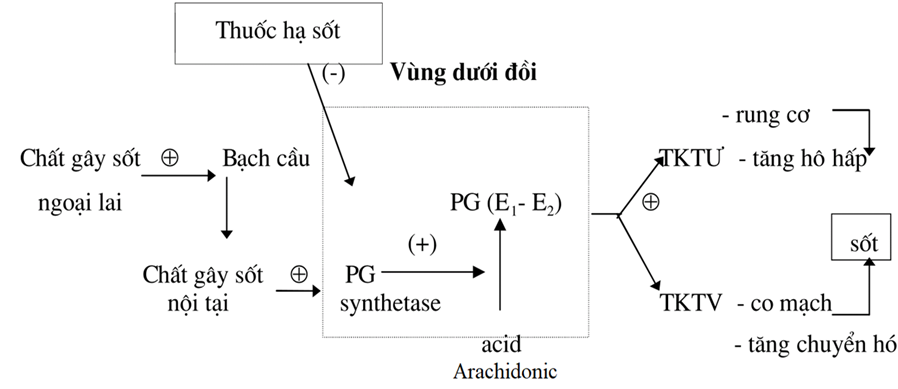 Thuốc hạ sốt
(-)
Vùng dưới đồi
- rung cơ
Chất gây sốt ⊕ Bạch cầu
ngoại lai
TKTƯ - tăng hô hấp
PG (E₁- E₂)
⊕
(+)
sốt
Chất gây sốt ⊕
nội tại
PG
synthetase
TKTV - co mạch
- tăng chuyển hó
acid
Arachidonic